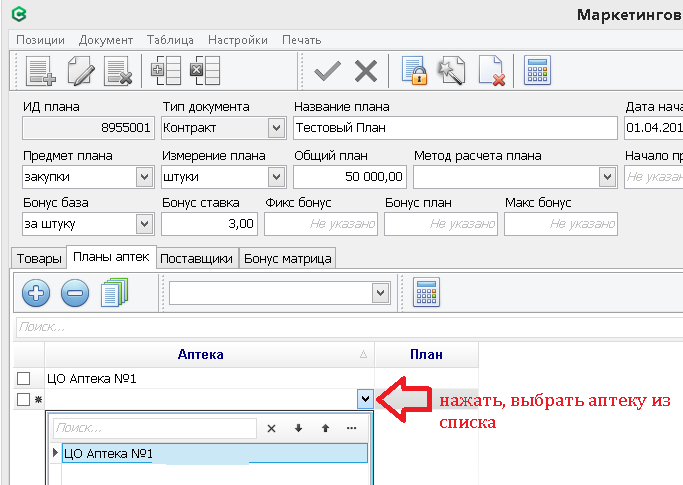 Маркетингов
Позиции Документ Таблица Настройки Печать
ИД плана Тип документа Название плана Дата нача
8955001 Контракт Тестовый План 01.04.201
Предмет плана Измерение плана Общий план Метод расчета плана Начало пр
закупки штуки 50 000,00 Не указано
Бонус база Бонус ставка Фикс бонус Бонус план Макс бонус
за штуку 3,00 Не указано Не указано Не указано
Товары Планы аптек Поставщики Бонус матрица
Поиск...
Аптека План
ЦО Аптека №1
нажать, выбрать аптеку из
списка
Поиск...
ЦО Аптека №1